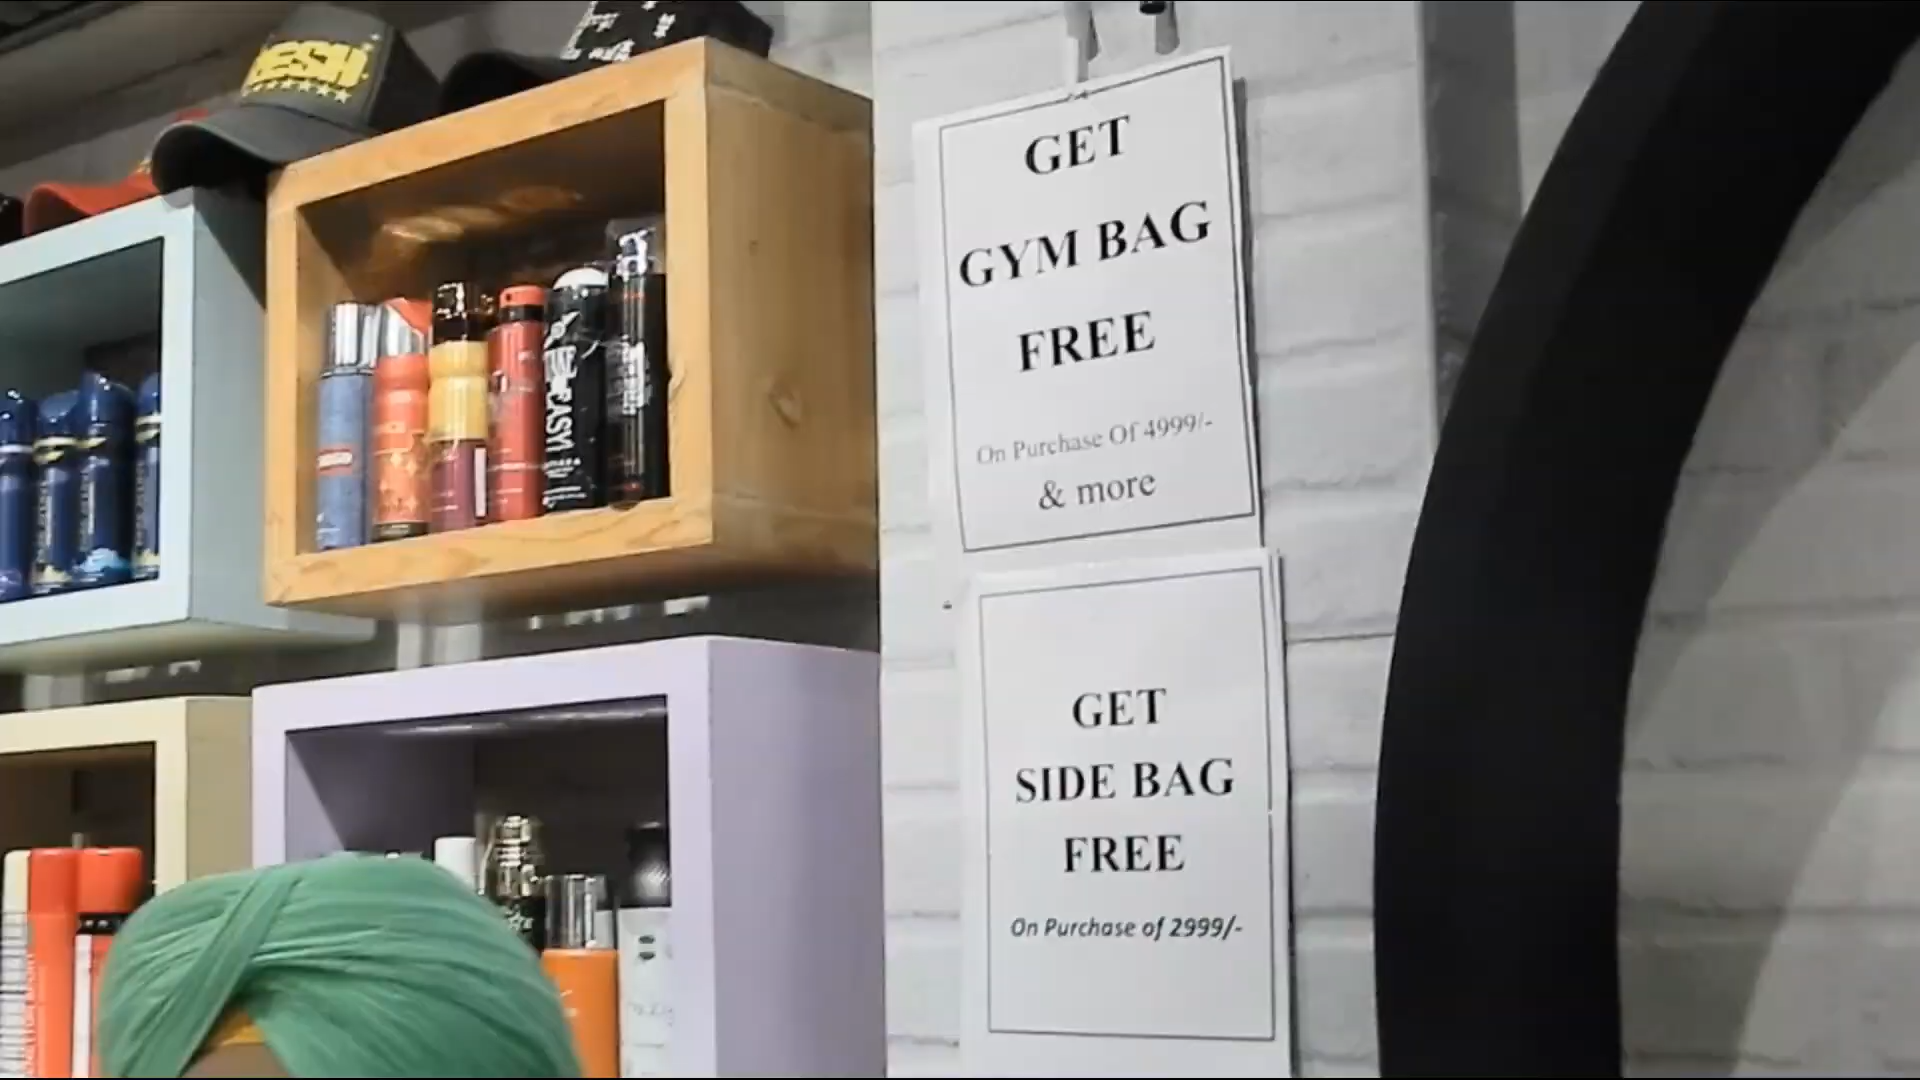 GET
GYM BAG
FREE
On Purchase Of 4999/-
& more
GET
SIDE BAG
FREE
On Purchase of 2999/-